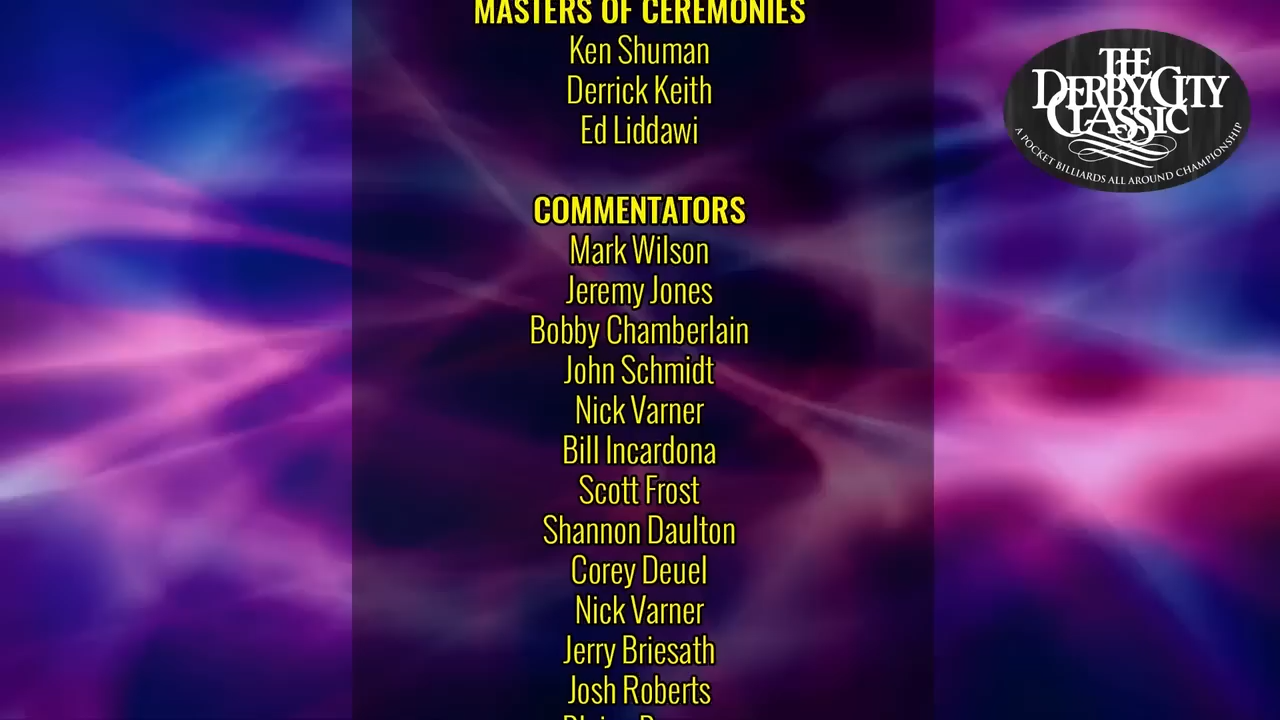 MASTERS OF CEREMONIES
Ken Shuman
Derrick Keith
Ed Liddawi
THE
DERBY CITY
CLASSIC
A POCKET BILLIARDS ALL AROUND CHAMPIONSHIP
COMMENTATORS
Mark Wilson
Jeremy Jones
Bobby Chamberlain
John Schmidt
Nick Varner
Bill Incardona
Scott Frost
Shannon Daulton
Corey Deuel
Nick Varner
Jerry Briesath
Josh Roberts